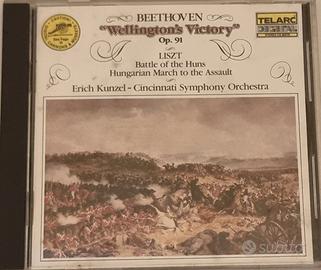 BEETHOVEN
"Wellington's Victory"
Op. 91
LISZT
Battle of the Huns
Hungarian March to the Assault
Erich Kunzel - Cincinnati Symphony Orchestra
TELARC
DIGITAL
subito